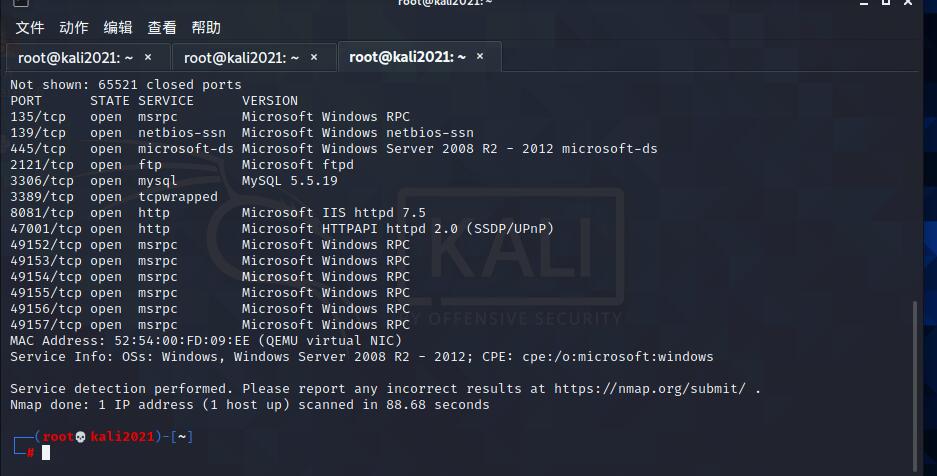 root@kali2021:~
文件 动作 编辑 查看 帮助
root@kali2021: ~ × root@kali2021: ~ × root@kali2021: ~ ×
Not shown: 65521 closed ports
PORT STATE SERVICE VERSION
135/tcp open msrpc Microsoft Windows RPC
139/tcp open netbios-ssn Microsoft Windows netbios-ssn
445/tcp open microsoft-ds Microsoft Windows Server 2008 R2 - 2012 microsoft-ds
2121/tcp open ftp Microsoft ftpd
3306/tcp open mysql MySQL 5.5.19
3389/tcp open tcpwrapped
8081/tcp open http Microsoft IIS httpd 7.5
47001/tcp open http Microsoft HTTPAPI httpd 2.0 (SSDP/UPnP)
49152/tcp open msrpc Microsoft Windows RPC
49153/tcp open msrpc Microsoft Windows RPC
49154/tcp open msrpc Microsoft Windows RPC
49155/tcp open msrpc Microsoft Windows RPC
49156/tcp open msrpc Microsoft Windows RPC
49157/tcp open msrpc Microsoft Windows RPC
KALI
BY OFFENSIVE SECURITY
MAC Address: 52:54:00:FD:09:EE (QEMU virtual NIC)
Service Info: OSs: Windows, Windows Server 2008 R2 - 2012; CPE: cpe:/o:microsoft:windows
Service detection performed. Please report any incorrect results at https://nmap.org/submit/ .
Nmap done: 1 IP address (1 host up) scanned in 88.68 seconds
┌──(root💀kali2021)-[~]
└─#